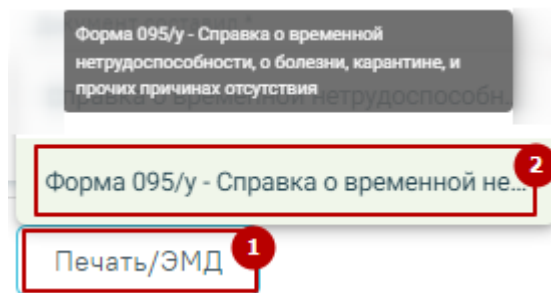 Форма 095/у - Справка о временной
нетрудоспособности, о болезни, карантине, и
прочих причинах отсутствия
Форма 095/у - Справка о временной не...
2
Печать/ЭМД
1